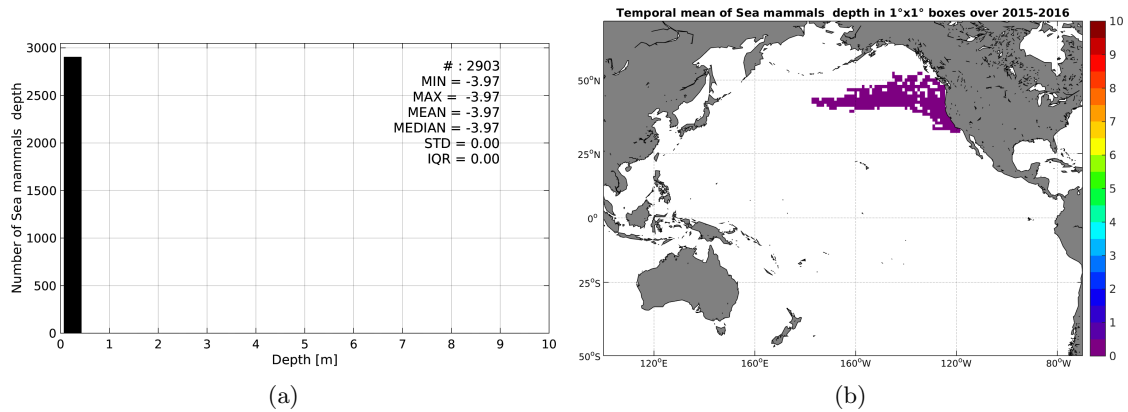 3000
2500
2000
1500
1000
500
0
Number of Sea mammals  depth
# : 2903
MIN = -3.97
MAX = -3.97
MEAN = -3.97
MEDIAN = -3.97
STD = 0.00
IQR = 0.00
0 1 2 3 4 5 6 7 8 9 10
Depth [m]
(a)
Temporal mean of Sea mammals  depth in 1°x1° boxes over 2015-2016
50°N
25°N
0°
25°S
50°S
120°E 160°E 160°W 120°W 80°W
10
9
8
7
6
5
4
3
2
1
0
(b)